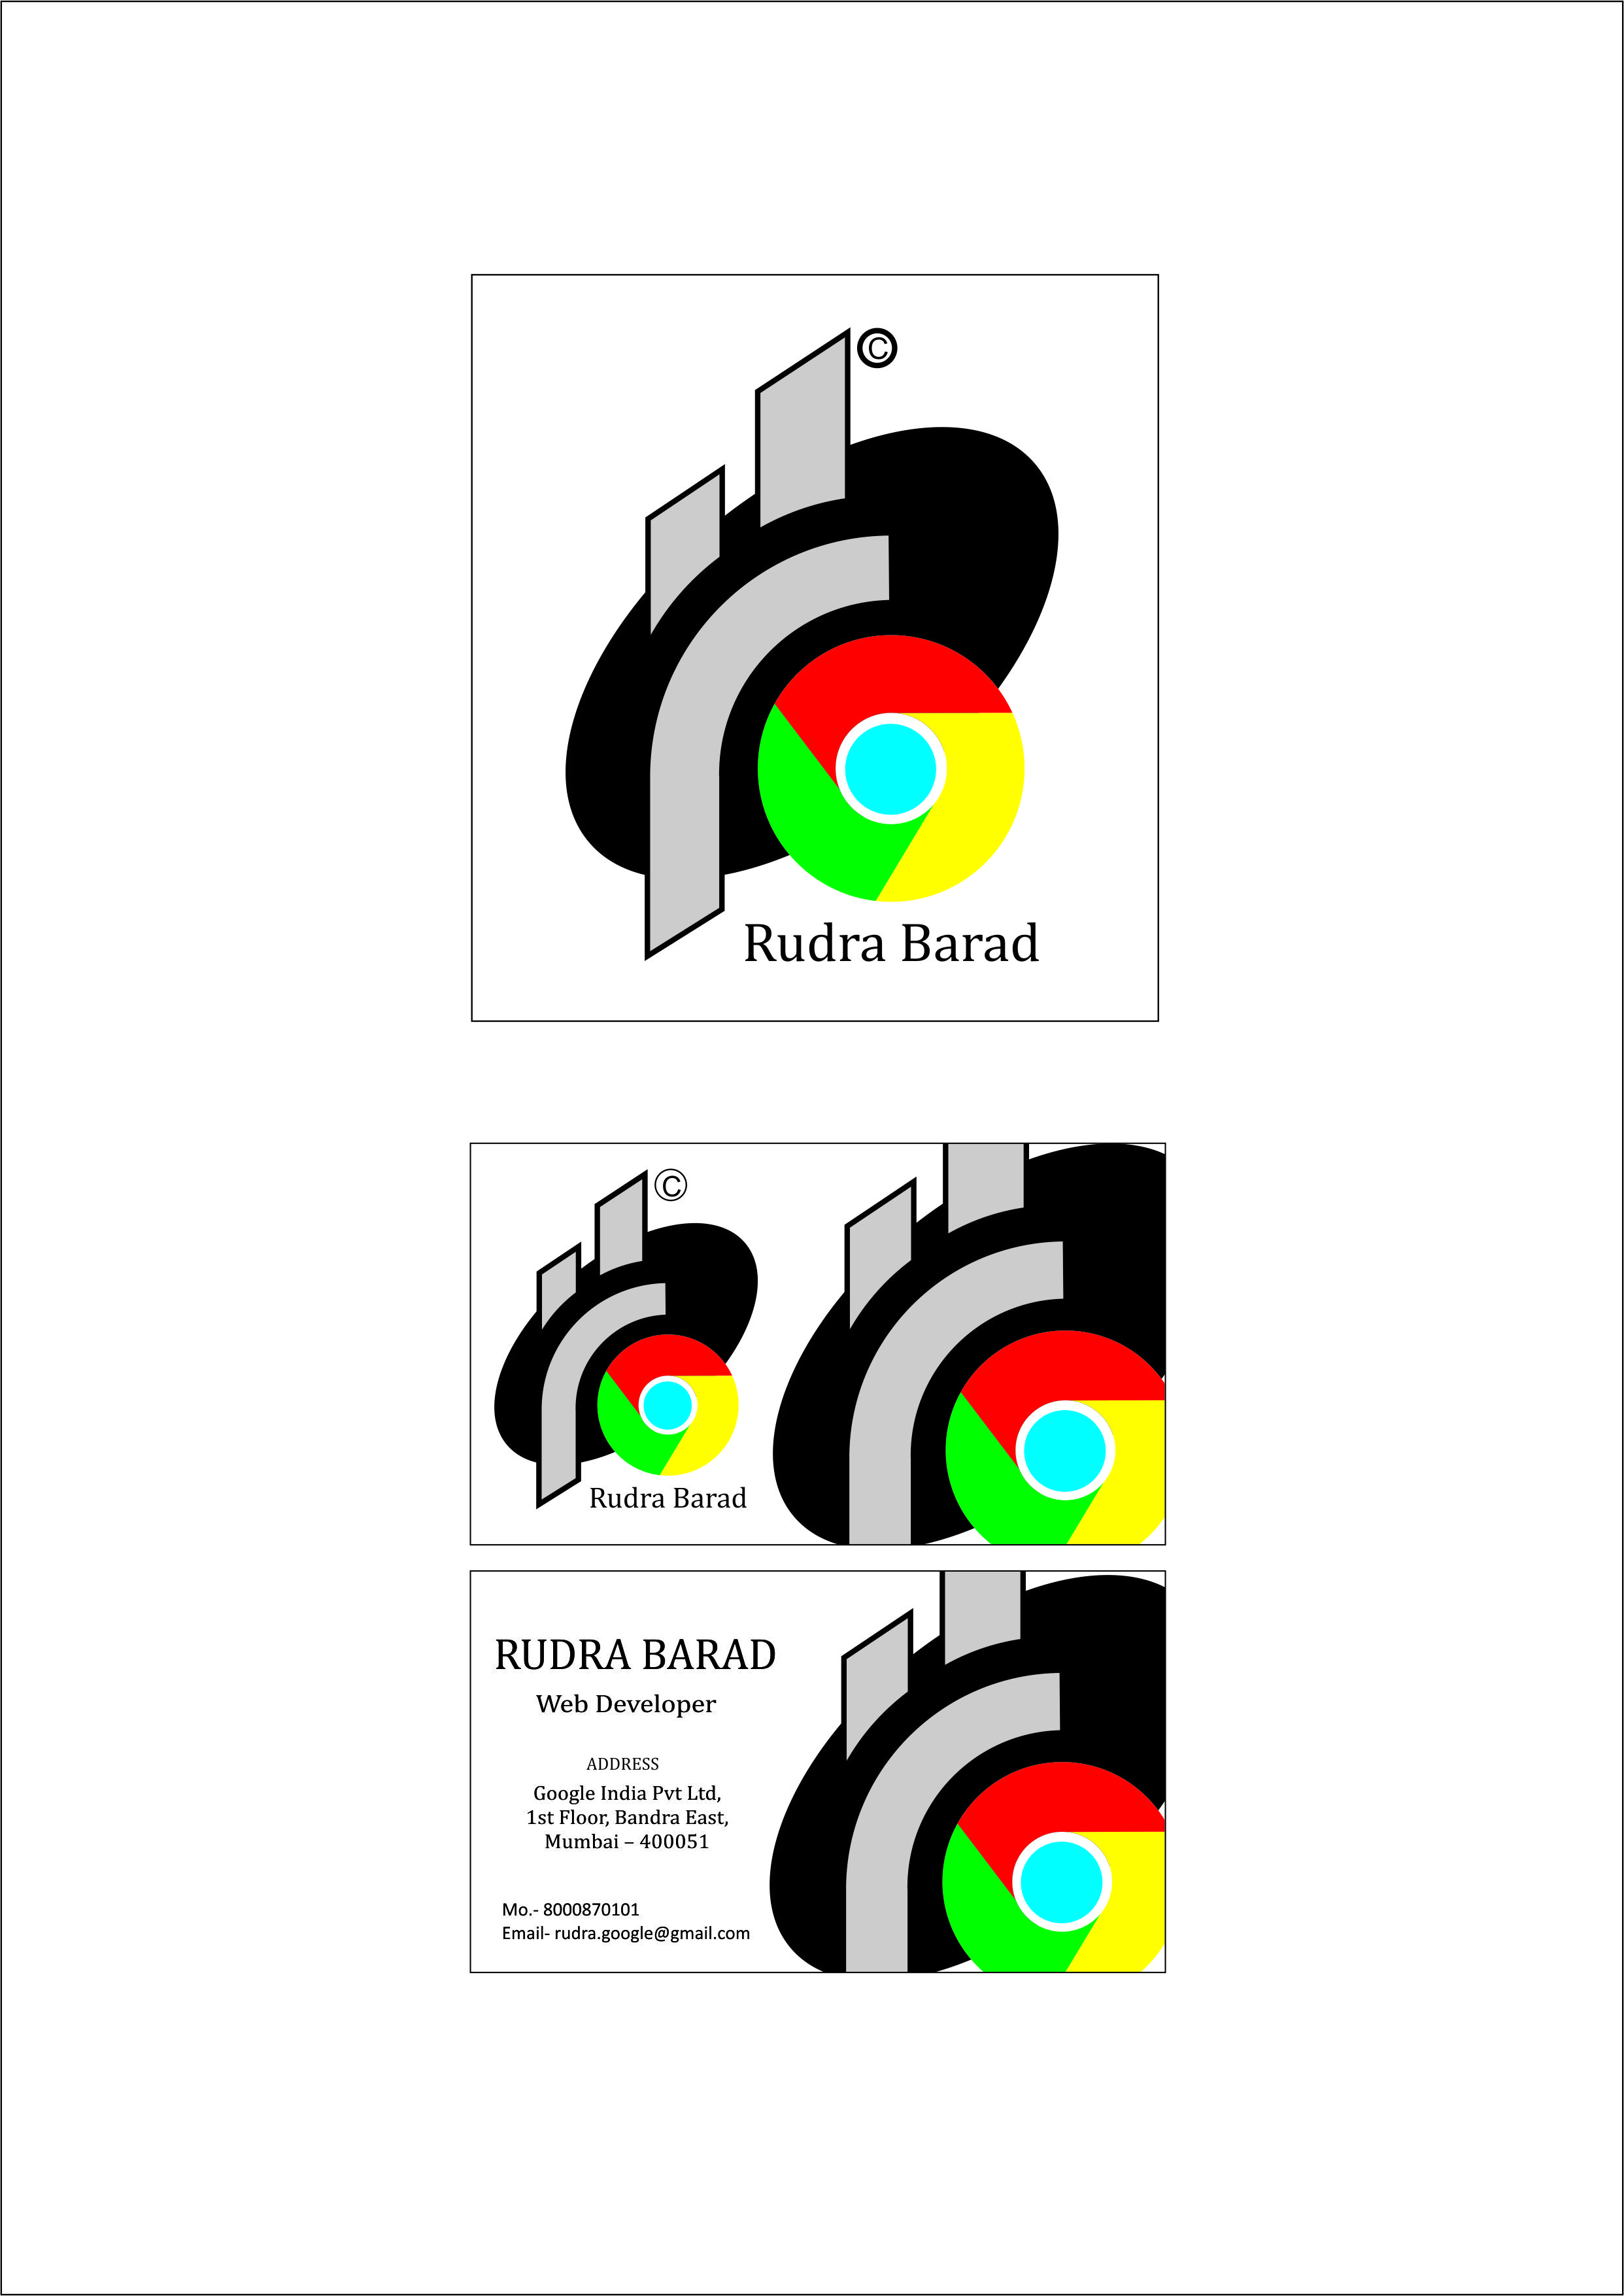 ©
Rudra Barad
©
Rudra Barad
RUDRA BARAD
Web Developer
ADDRESS
Google India Pvt Ltd,
1st Floor, Bandra East,
Mumbai – 400051
Mo.- 8000870101
Email- rudra.google@gmail.com